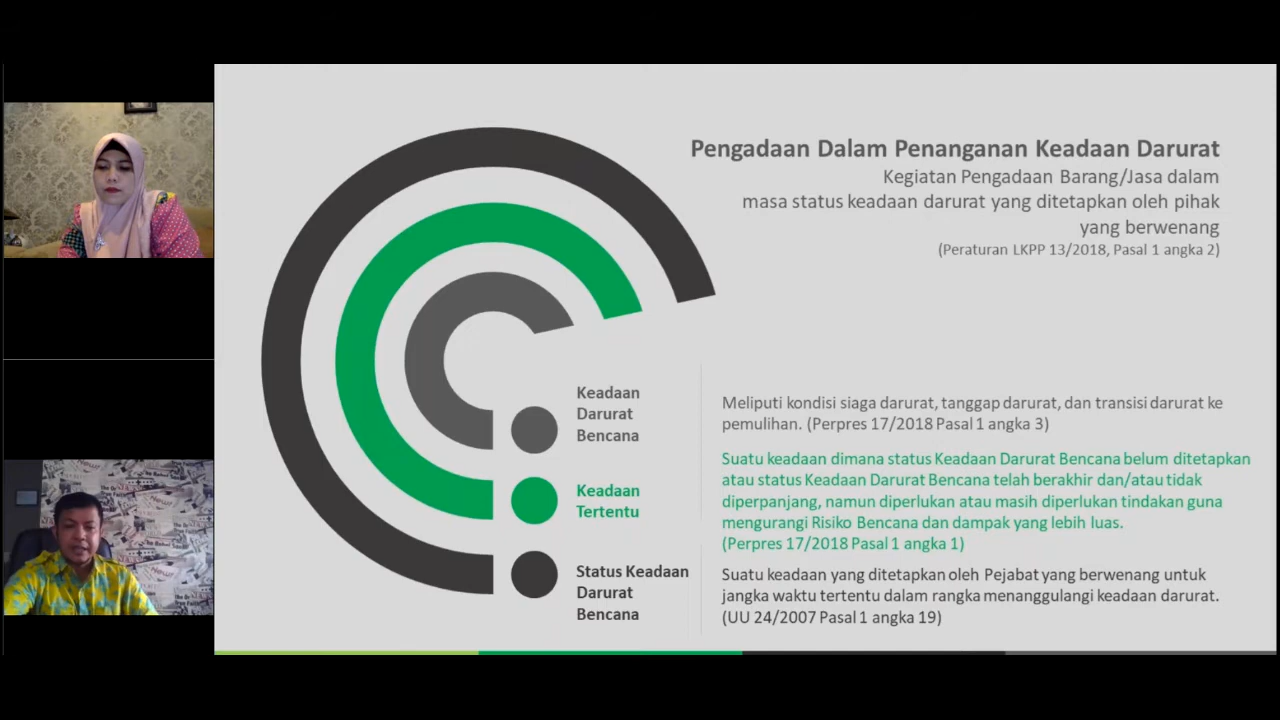 Pengadaan Dalam Penanganan Keadaan Darurat
Kegiatan Pengadaan Barang/Jasa dalam
masa status keadaan darurat yang ditetapkan oleh pihak
yang berwenang
(Peraturan LKPP 13/2018, Pasal 1 angka 2)
Keadaan
Darurat
Bencana
Meliputi kondisi siaga darurat, tanggap darurat, dan transisi darurat ke
pemulihan. (Perpres 17/2018 Pasal 1 angka 3)
Keadaan
Tertentu
Suatu keadaan dimana status Keadaan Darurat Bencana belum ditetapkan
atau status Keadaan Darurat Bencana telah berakhir dan/atau tidak
diperpanjang, namun diperlukan atau masih diperlukan tindakan guna
mengurangi Risiko Bencana dan dampak yang lebih luas.
(Perpres 17/2018 Pasal 1 angka 1)
Status Keadaan
Darurat
Bencana
Suatu keadaan yang ditetapkan oleh Pejabat yang berwenang untuk
jangka waktu tertentu dalam rangka menanggulangi keadaan darurat.
(UU 24/2007 Pasal 1 angka 19)